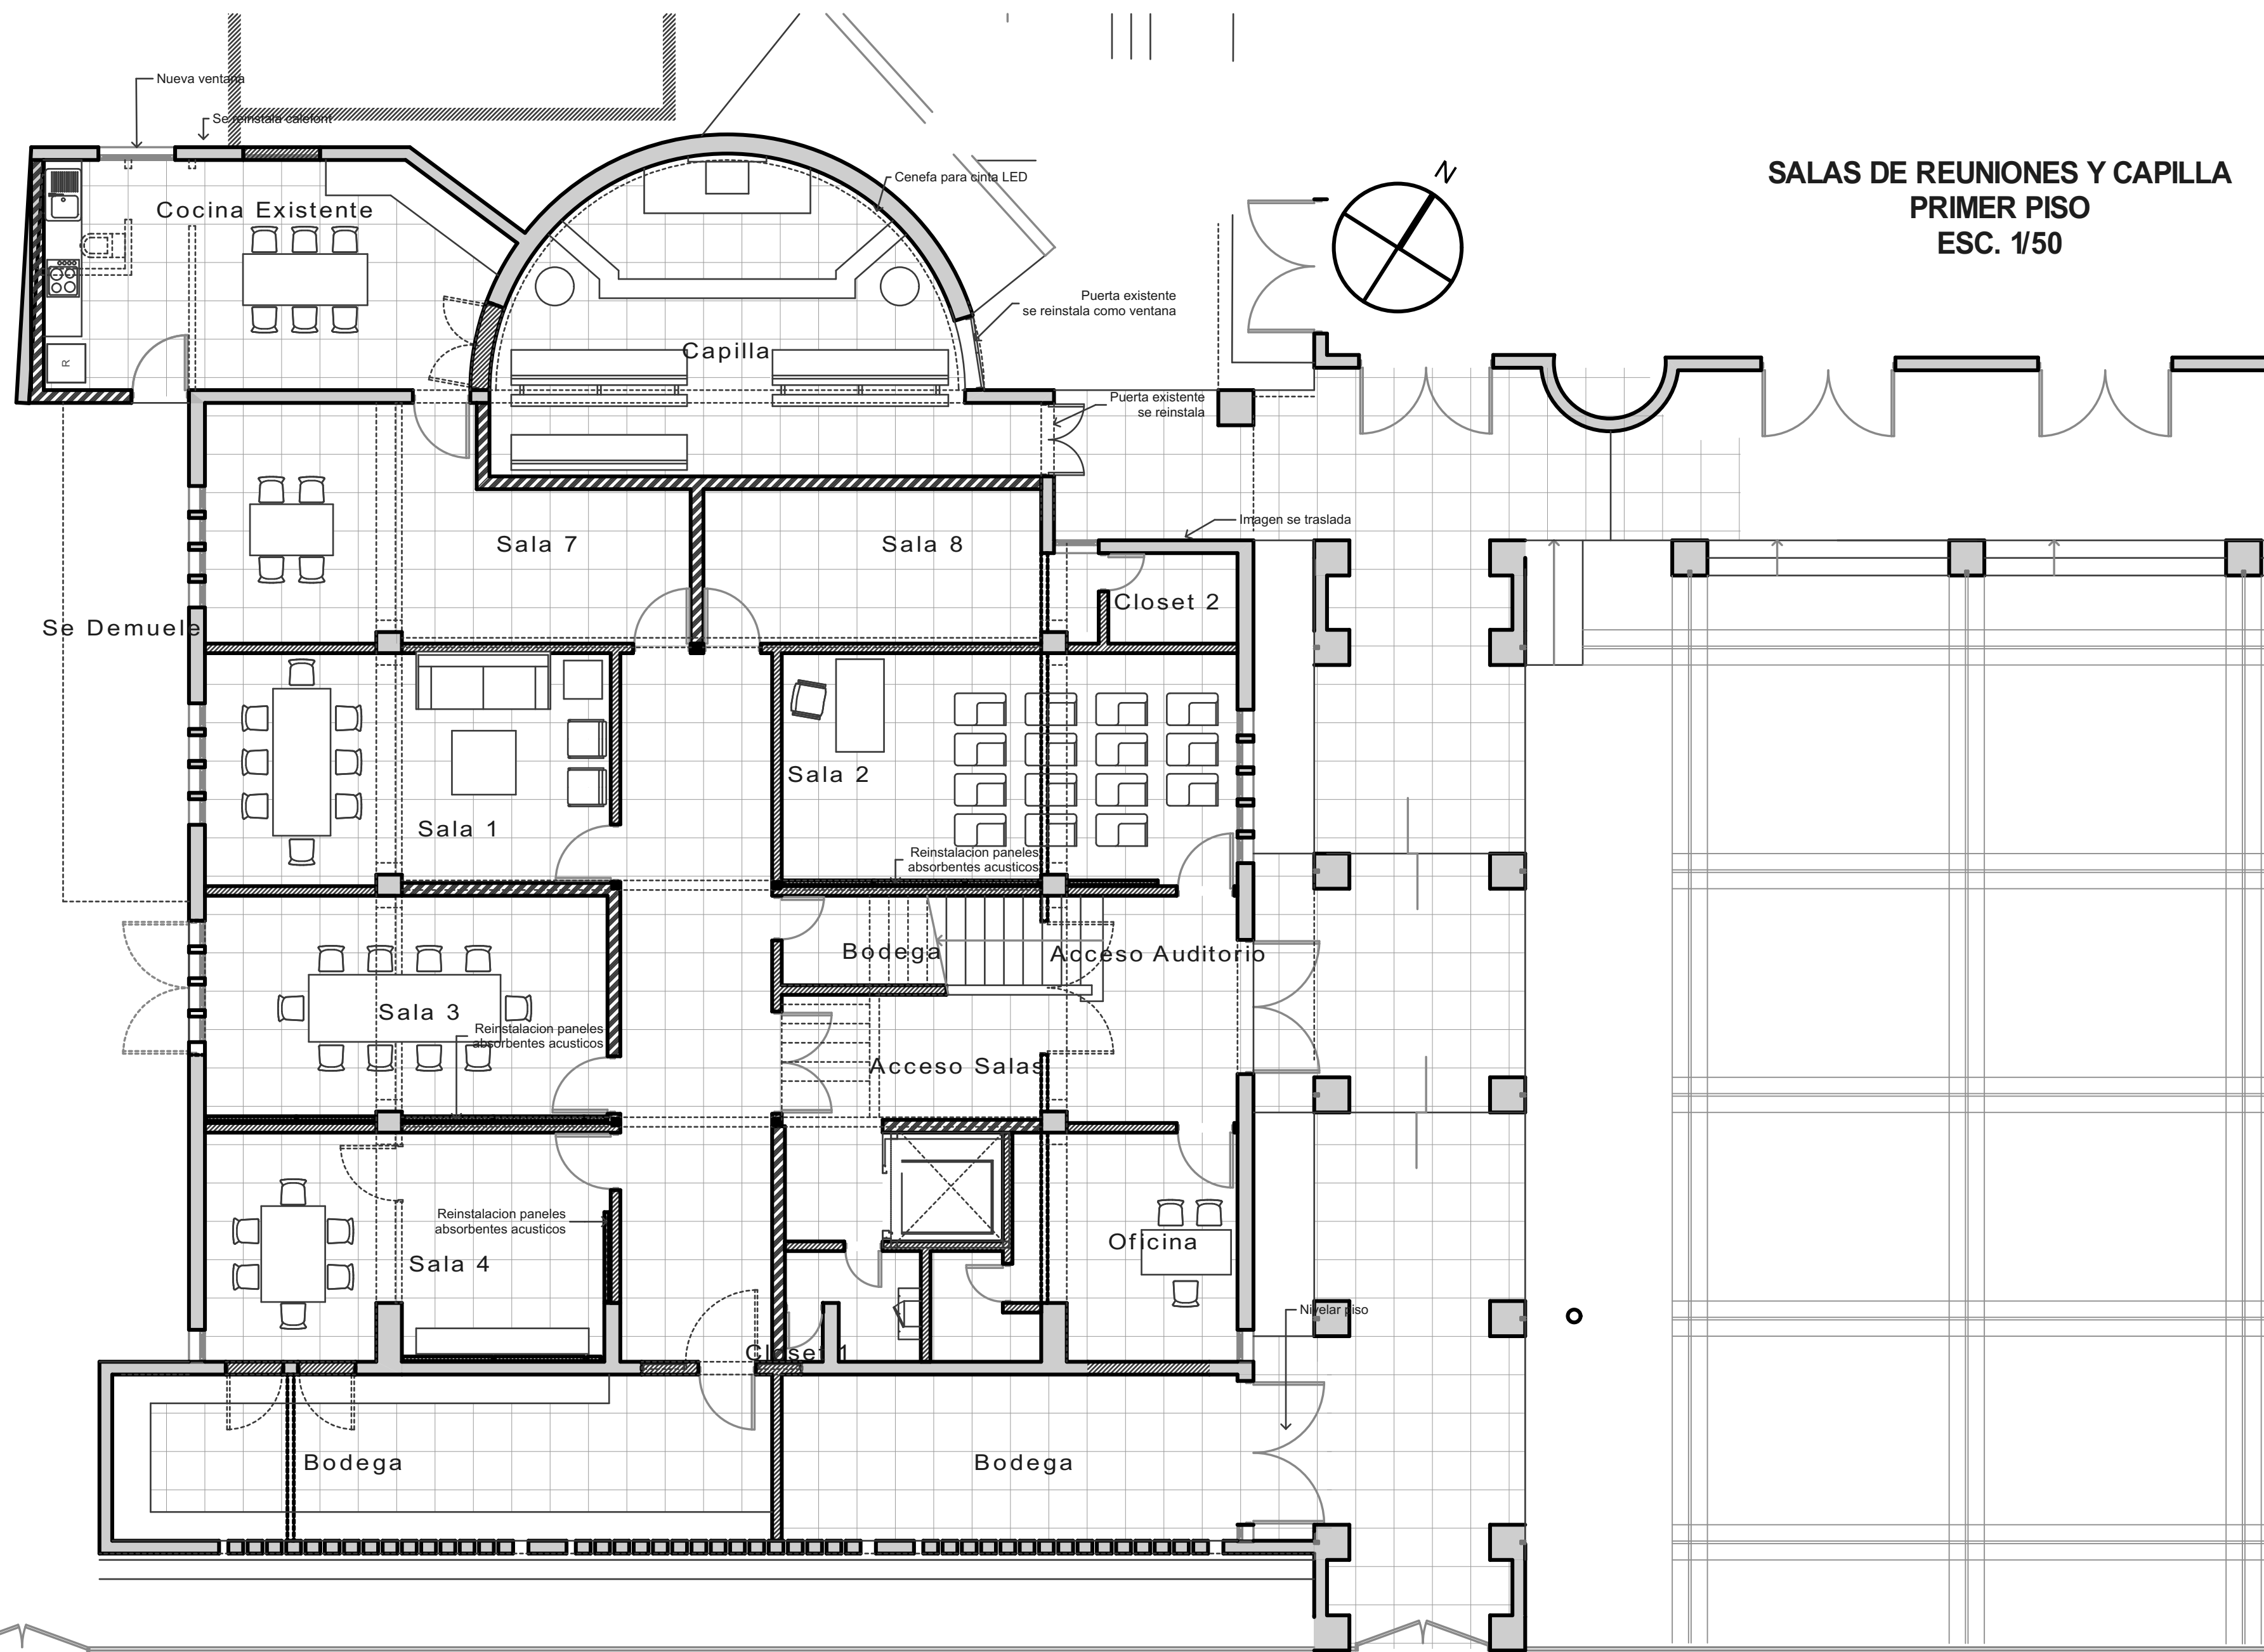 Nueva ventana
Se reinstala calefont
SALAS DE REUNIONES Y CAPILLA
PRIMER PISO
ESC. 1/50
N
Cenefa para cinta LED
Cocina Existente
Puerta existente
se reinstala como ventana
Capilla
R
Puerta existente
se reinstala
Imagen se traslada
Sala 7
Sala 8
Closet 2
Se Demuele
Sala 2
Sala 1
Reinstalacion paneles
absorbentes acusticos
Bodega
Acceso Auditorio
Sala 3
Reinstalacion paneles
absorbentes acusticos
Acceso Salas
Reinstalacion paneles
absorbentes acusticos
Sala 4
Oficina
Nivelar piso
Closet 1
Bodega
Bodega